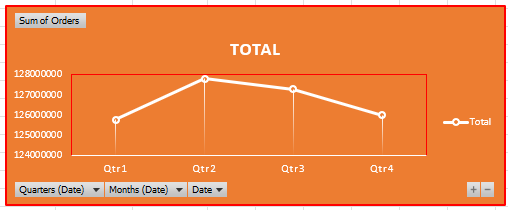 Sum of Orders
TOTAL
128000000
127000000
126000000
125000000
124000000
Total
Qtr1 Qtr2 Qtr3 Qtr4
Quarters (Date) Months (Date) Date
+ −